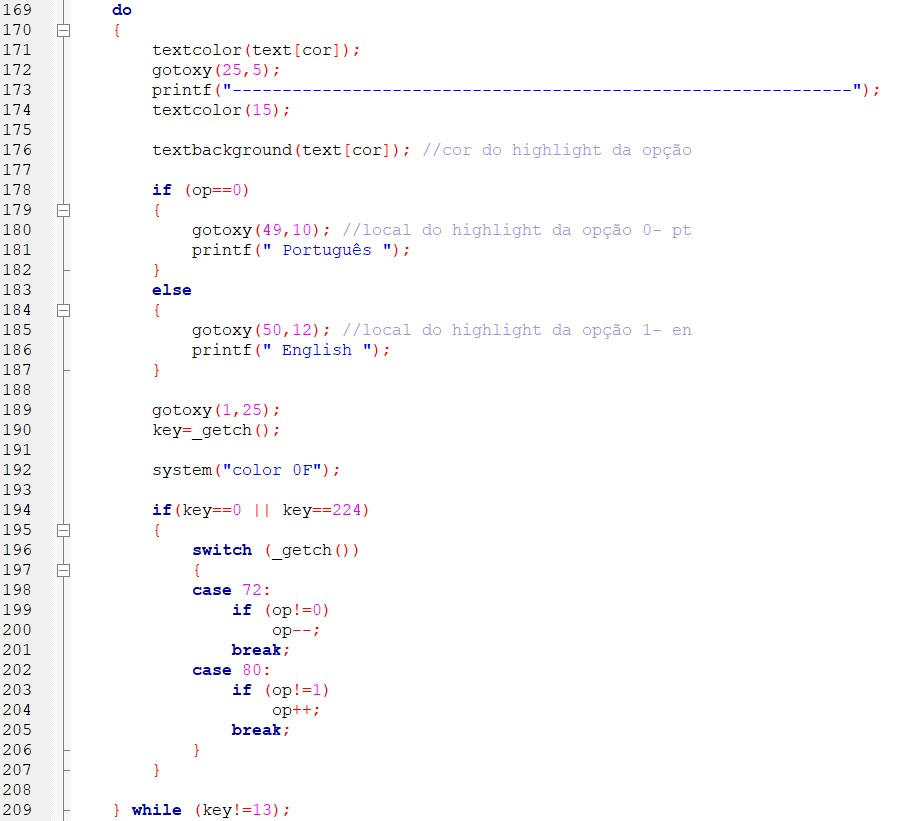 169 do
170 {
171 textcolor(text[cor]);
172 gotoxy(25,5);
173 printf("--------------------------------------------------------------");
174 textcolor(15);
175
176 textbackground(text[cor]); //cor do highlight da opção
177
178 if (op==0)
179 {
180 gotoxy(49,10); //local do highlight da opção 0- pt
181 printf(" Português ");
182 }
183 else
184 {
185 gotoxy(50,12); //local do highlight da opção 1- en
186 printf(" English ");
187 }
188
189 gotoxy(1,25);
190 key=_getch();
191
192 system("color 0F");
193
194 if(key==0 || key==224)
195 {
196 switch (_getch())
197 {
198 case 72:
199 if (op!=0)
200 op--;
201 break;
202 case 80:
203 if (op!=1)
204 op++;
205 break;
206 }
207 }
208
209 } while (key!=13);